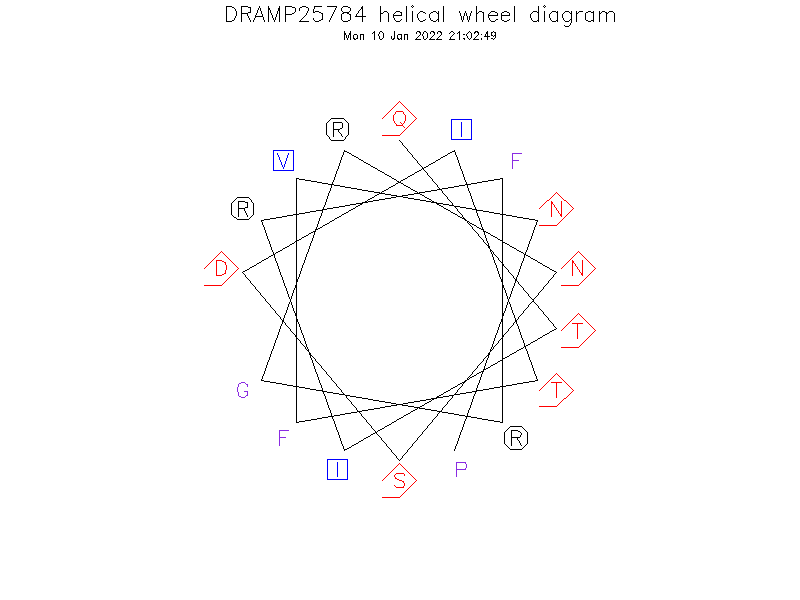 DRAMP25784 helical wheel diagram
Mon 10 Jan 2022 21:02:49
Q
R I
V F
R N
D N
T
G T
F R
I S P